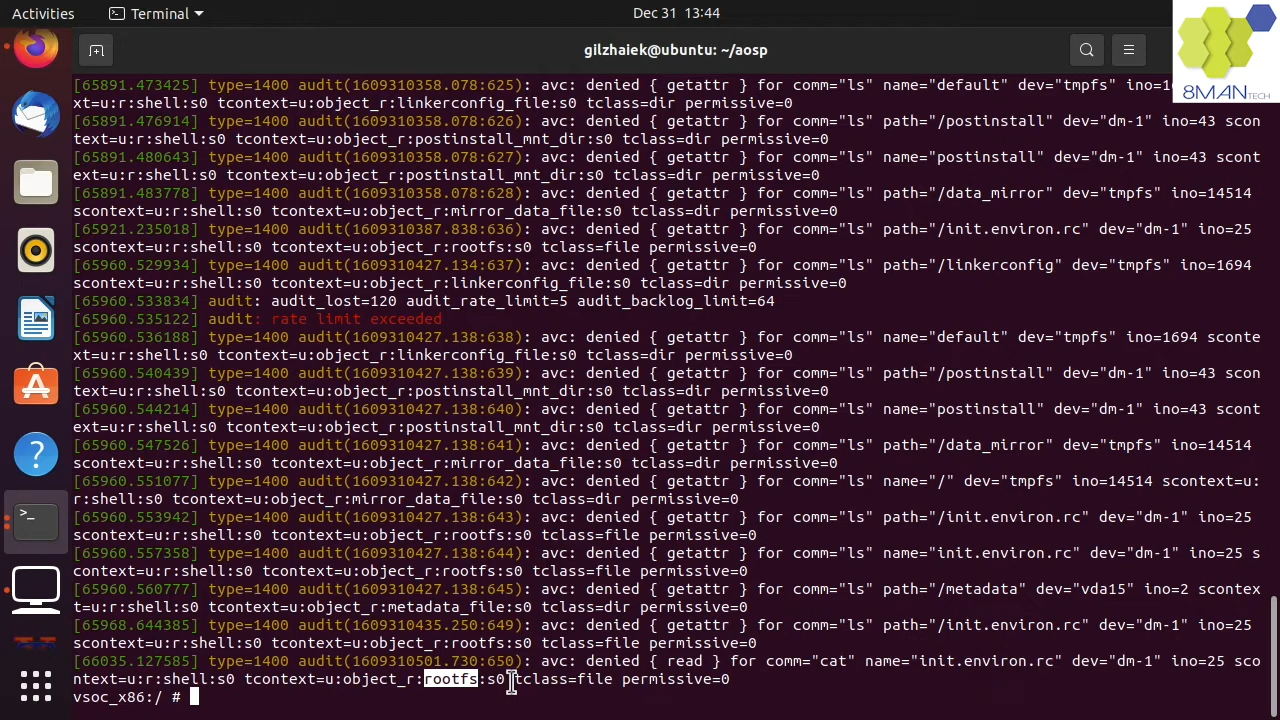 Activities
Terminal
Dec 31 13:44
gilzhaiek@ubuntu: ~/aosp
8MAN TECH
[65891.473425] type=1400 audit(1609310358.078:625): avc: denied { getattr } for comm="ls" name="default" dev="tmpfs" ino=16
xt=u:r:shell:s0 tcontext=u:object_r:linkerconfig_file:s0 tclass=dir permissive=0
[65891.476914] type=1400 audit(1609310358.078:626): avc: denied { getattr } for comm="ls" path="/postinstall" dev="dm-1" ino=43 scon
text=u:r:shell:s0 tcontext=u:object_r:postinstall_mnt_dir:s0 tclass=dir permissive=0
[65891.480643] type=1400 audit(1609310358.078:627): avc: denied { getattr } for comm="ls" name="postinstall" dev="dm-1" ino=43 scont
ext=u:r:shell:s0 tcontext=u:object_r:postinstall_mnt_dir:s0 tclass=dir permissive=0
[65891.483778] type=1400 audit(1609310358.078:628): avc: denied { getattr } for comm="ls" path="/data_mirror" dev="tmpfs" ino=14514
scontext=u:r:shell:s0 tcontext=u:object_r:mirror_data_file:s0 tclass=dir permissive=0
[65921.235018] type=1400 audit(1609310387.838:636): avc: denied { getattr } for comm="ls" path="/init.environ.rc" dev="dm-1" ino=25
scontext=u:r:shell:s0 tcontext=u:object_r:rootfs:s0 tclass=file permissive=0
[65960.529934] type=1400 audit(1609310427.134:637): avc: denied { getattr } for comm="ls" path="/linkerconfig" dev="tmpfs" ino=1694
scontext=u:r:shell:s0 tcontext=u:object_r:linkerconfig_file:s0 tclass=dir permissive=0
[65960.533834] audit: audit_lost=120 audit_rate_limit=5 audit_backlog_limit=64
[65960.535122] audit: rate limit exceeded
[65960.536188] type=1400 audit(1609310427.138:638): avc: denied { getattr } for comm="ls" name="default" dev="tmpfs" ino=1694 sconte
xt=u:r:shell:s0 tcontext=u:object_r:linkerconfig_file:s0 tclass=dir permissive=0
[65960.540439] type=1400 audit(1609310427.138:639): avc: denied { getattr } for comm="ls" path="/postinstall" dev="dm-1" ino=43 scon
text=u:r:shell:s0 tcontext=u:object_r:postinstall_mnt_dir:s0 tclass=dir permissive=0
[65960.544214] type=1400 audit(1609310427.138:640): avc: denied { getattr } for comm="ls" name="postinstall" dev="dm-1" ino=43 scont
ext=u:r:shell:s0 tcontext=u:object_r:postinstall_mnt_dir:s0 tclass=dir permissive=0
[65960.547526] type=1400 audit(1609310427.138:641): avc: denied { getattr } for comm="ls" path="/data_mirror" dev="tmpfs" ino=14514
scontext=u:r:shell:s0 tcontext=u:object_r:mirror_data_file:s0 tclass=dir permissive=0
[65960.551077] type=1400 audit(1609310427.138:642): avc: denied { getattr } for comm="ls" path="/" dev="tmpfs" ino=14514 scontext=u:
r:shell:s0 tcontext=u:object_r:mirror_data_file:s0 tclass=dir permissive=0
[65960.553942] type=1400 audit(1609310427.138:643): avc: denied { getattr } for comm="ls" path="/init.environ.rc" dev="dm-1" ino=25
scontext=u:r:shell:s0 tcontext=u:object_r:rootfs:s0 tclass=file permissive=0
[65960.557358] type=1400 audit(1609310427.138:644): avc: denied { getattr } for comm="ls" name="init.environ.rc" dev="dm-1" ino=25 s
context=u:r:shell:s0 tcontext=u:object_r:rootfs:s0 tclass=file permissive=0
[65960.560777] type=1400 audit(1609310427.138:645): avc: denied { getattr } for comm="ls" path="/metadata" dev="vda15" ino=2 scontex
t=u:r:shell:s0 tcontext=u:object_r:metadata_file:s0 tclass=dir permissive=0
[65968.644385] type=1400 audit(1609310435.250:649): avc: denied { getattr } for comm="ls" path="/init.environ.rc" dev="dm-1" ino=25
scontext=u:r:shell:s0 tcontext=u:object_r:rootfs:s0 tclass=file permissive=0
[66035.127585] type=1400 audit(1609310501.730:650): avc: denied { read } for comm="cat" name="init.environ.rc" dev="dm-1" ino=25 sco
ntext=u:r:shell:s0 tcontext=u:object_r:rootfs:s0 tclass=file permissive=0
vsoc_x86:/ #